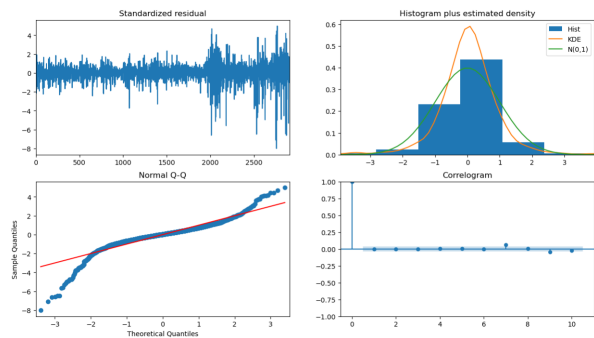 Standardized residual
4
2
0
−2
−4
−6
−8
0 500 1000 1500 2000 2500
Histogram plus estimated density
0.6
0.5
0.4
0.3
0.2
0.1
0.0
−4 −2 0 2
Hist
KDE
N(0,1)
Normal Q-Q
Sample Quantiles
4
2
0
−2
−4
−6
−8
−3 −2 −1 0 1 2 3
Theoretical Quantiles
Correlogram
1.00
0.75
0.50
0.25
0.00
−0.25
−0.50
−0.75
−1.00
0 2 4 6 8 10